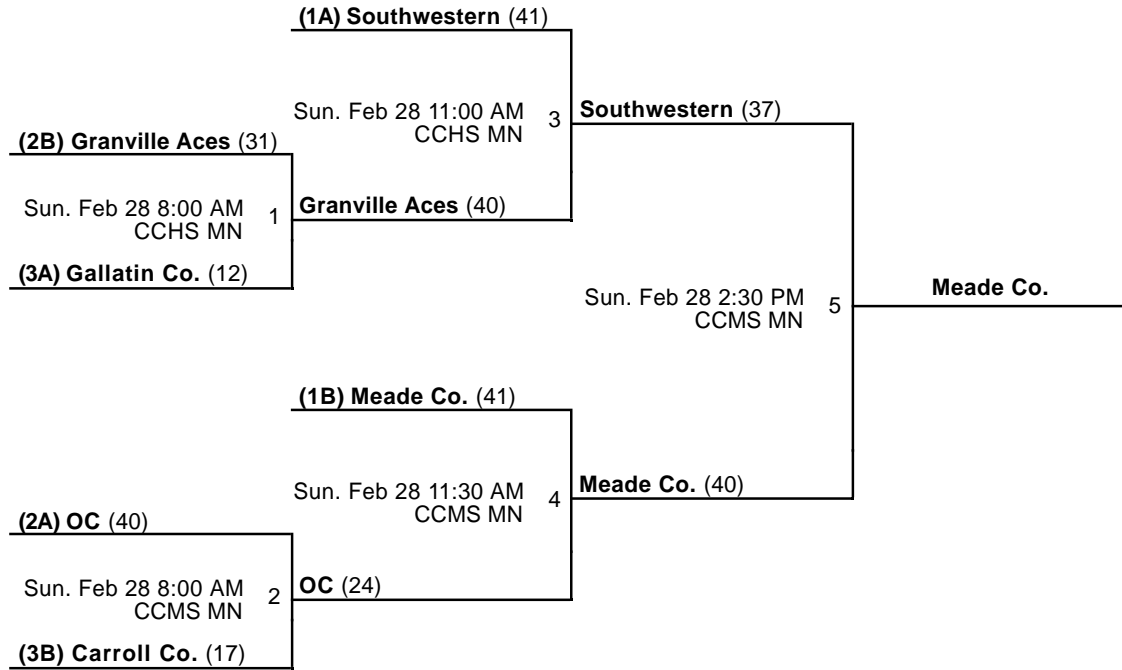 (1A) Southwestern (41)
Sun. Feb 28 11:00 AM
CCHS MN
3
Southwestern (37)
(2B) Granville Aces (31)
Sun. Feb 28 8:00 AM
CCHS MN
1
Granville Aces (40)
(3A) Gallatin Co. (12)
Sun. Feb 28 2:30 PM
CCMS MN
5
Meade Co.
(1B) Meade Co. (41)
Sun. Feb 28 11:30 AM
CCMS MN
4
Meade Co. (40)
(2A) OC (40)
Sun. Feb 28 8:00 AM
CCMS MN
2
OC (24)
(3B) Carroll Co. (17)